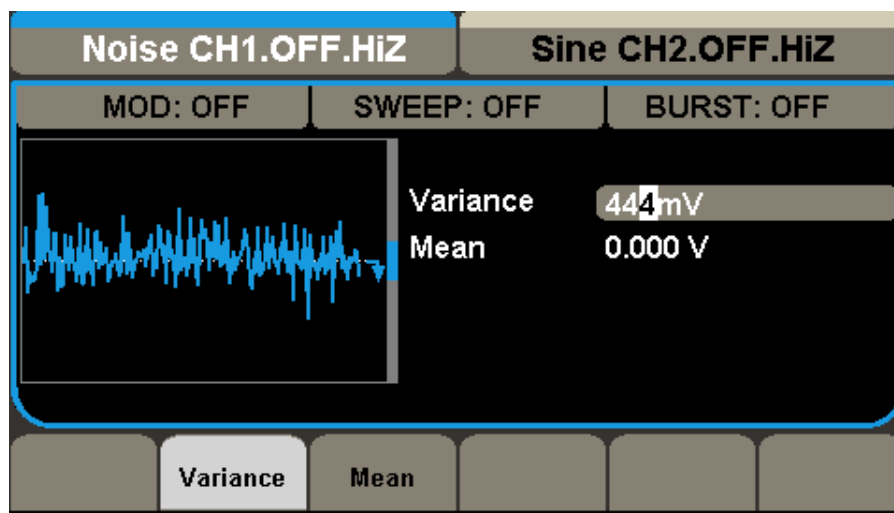 Noise CH1.OFF.HiZ Sine CH2.OFF.HiZ
MOD: OFF SWEEP: OFF BURST: OFF
Variance 444mV
Mean 0.000 V
Variance Mean